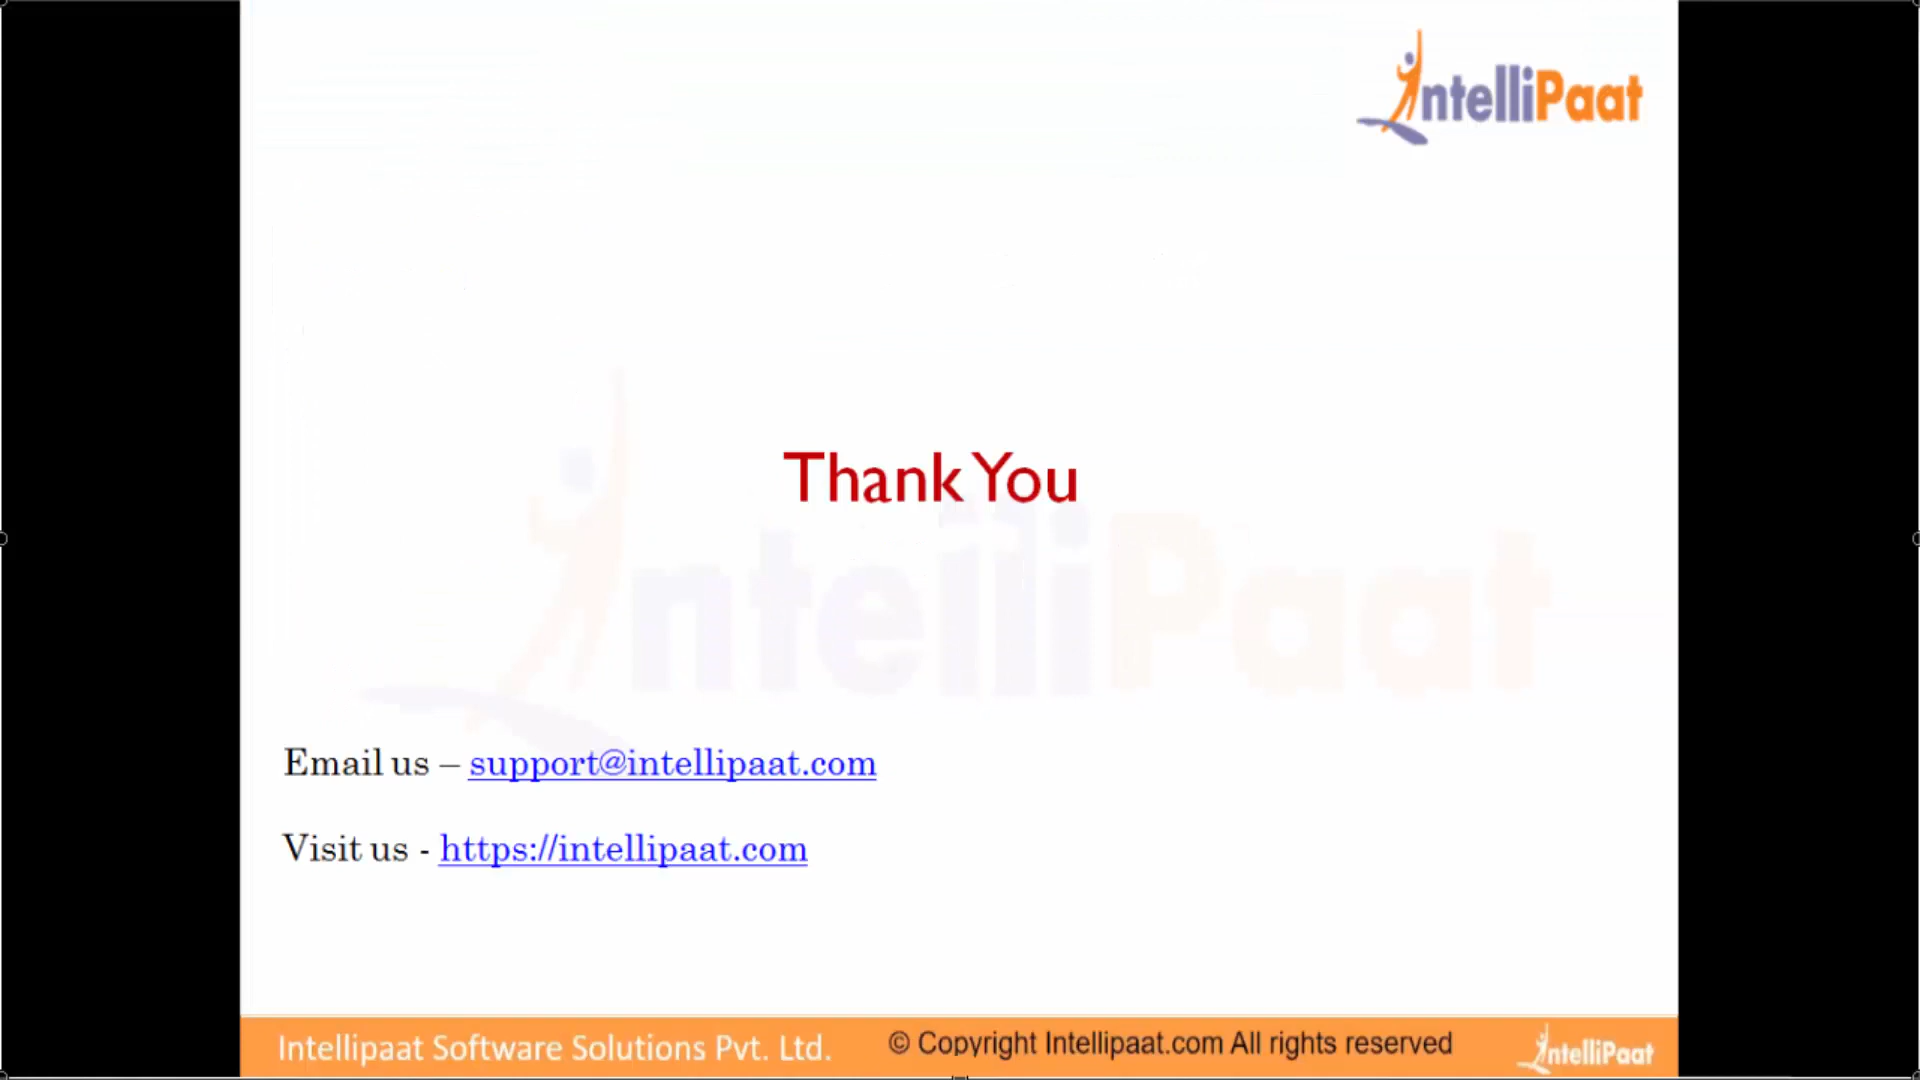 IntelliPaat
Thank You
IntelliPaat
Email us – support@intellipaat.com
Visit us - https://intellipaat.com
Intellipaat Software Solutions Pvt. Ltd.
© Copyright Intellipaat.com All rights reserved
IntelliPaat